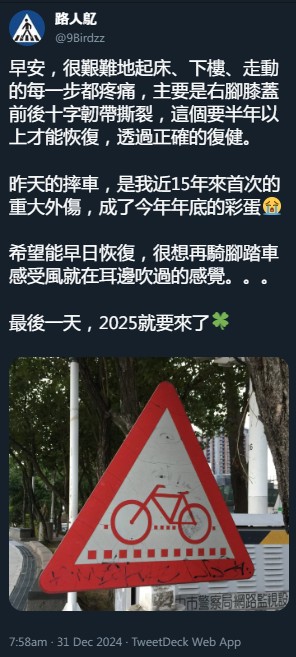 路人𠒇
@9Birdzz
早安，很艱難地起床、下樓、走動
的每一步都疼痛，主要是右腳膝蓋
前後十字韌帶撕裂，這個要半年以
上才能恢復，透過正確的復健。
昨天的摔車，是我近15年來首次的
重大外傷，成了今年年底的彩蛋😭
希望能早日恢復，很想再騎腳踏車
感受風就在耳邊吹過的感覺。。。
最後一天，2025就要來了🍀
市警察局網路監視設
7:58am · 31 Dec 2024 · TweetDeck Web App